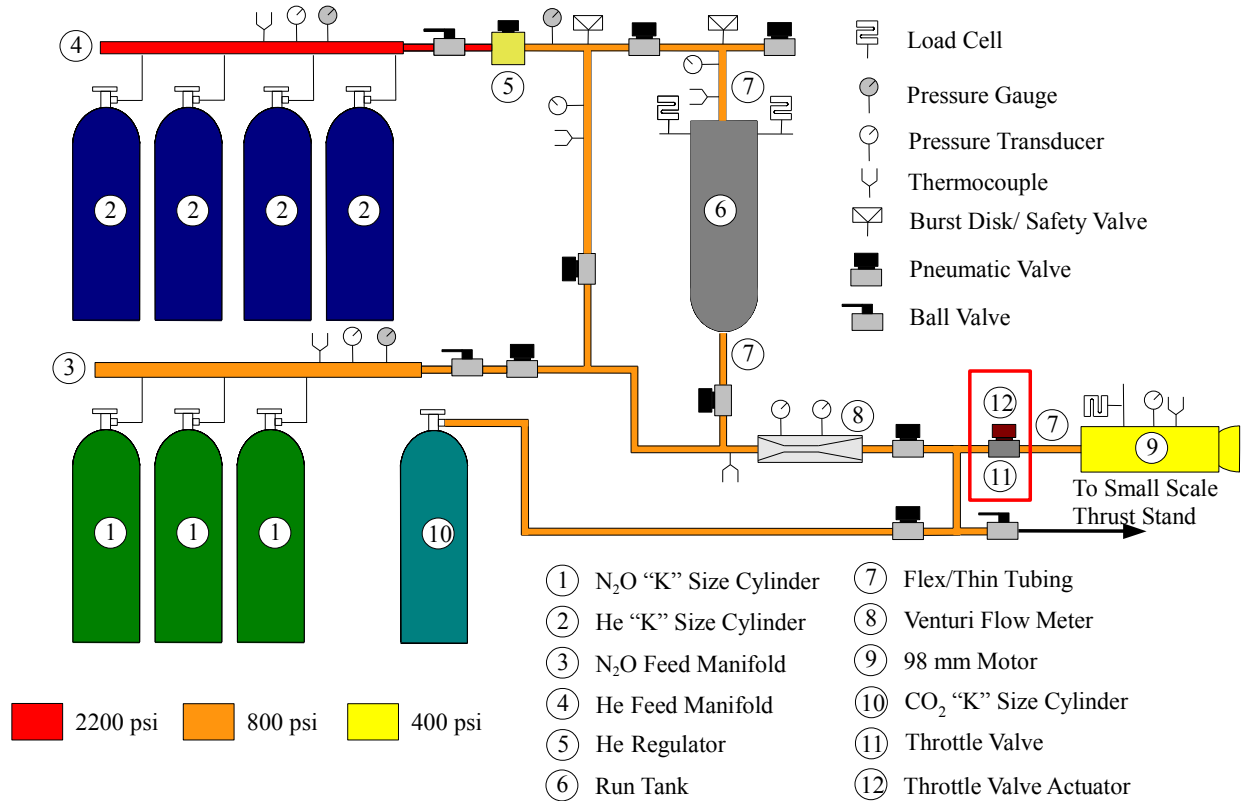 4
5
7
Load Cell
Pressure Gauge
Pressure Transducer
Thermocouple
Burst Disk/ Safety Valve
Pneumatic Valve
Ball Valve
2 2 2 2
6
3
7
8
12
7
9
11
To Small Scale
Thrust Stand
1 1 1
10
1 N₂O “K” Size Cylinder
2 He “K” Size Cylinder
3 N₂O Feed Manifold
4 He Feed Manifold
5 He Regulator
6 Run Tank
7 Flex/Thin Tubing
8 Venturi Flow Meter
9 98 mm Motor
10 CO₂ “K” Size Cylinder
11 Throttle Valve
12 Throttle Valve Actuator
2200 psi
800 psi
400 psi